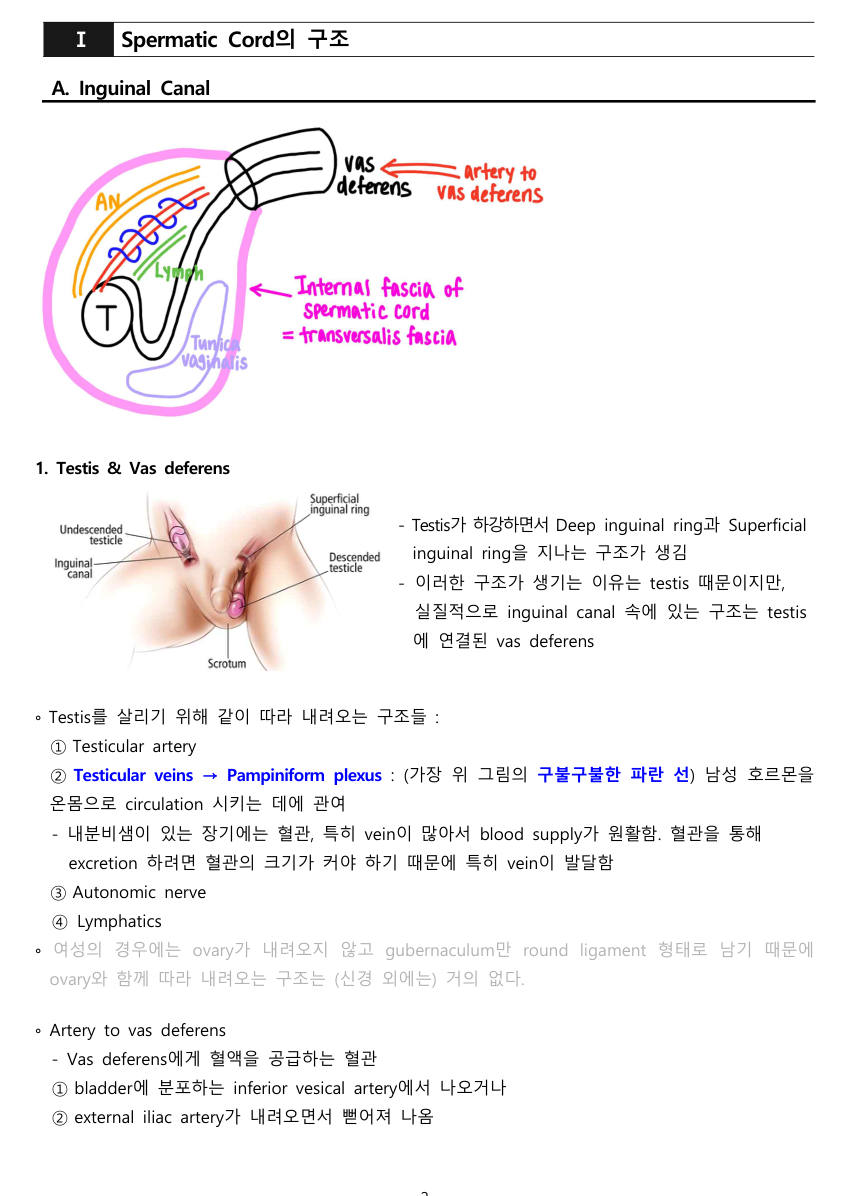 I Spermatic Cord의 구조
A. Inguinal Canal
AN
Lymph
T
Tunica
vaginalis
vas
deferens
artery to
vas deferens
Internal fascia of
spermatic cord
= transversalis fascia
1. Testis & Vas deferens
Undescended
testicle
Inguinal
canal
Superficial
inguinal ring
Descended
testicle
Scrotum
- Testis가 하강하면서 Deep inguinal ring과 Superficial
inguinal ring을 지나는 구조가 생김
- 이러한 구조가 생기는 이유는 testis 때문이지만,
실질적으로 inguinal canal 속에 있는 구조는 testis
에 연결된 vas deferens
∘ Testis를 살리기 위해 같이 따라 내려오는 구조들 :
① Testicular artery
② Testicular veins → Pampiniform plexus : (가장 위 그림의 구불구불한 파란 선) 남성 호르몬을
온몸으로 circulation 시키는 데에 관여
- 내분비샘이 있는 장기에는 혈관, 특히 vein이 많아서 blood supply가 원활함. 혈관을 통해
excretion 하려면 혈관의 크기가 커야 하기 때문에 특히 vein이 발달함
③ Autonomic nerve
④ Lymphatics
∘ 여성의 경우에는 ovary가 내려오지 않고 gubernaculum만 round ligament 형태로 남기 때문에
ovary와 함께 따라 내려오는 구조는 (신경 외에는) 거의 없다.
∘ Artery to vas deferens
- Vas deferens에게 혈액을 공급하는 혈관
① bladder에 분포하는 inferior vesical artery에서 나오거나
② external iliac artery가 내려오면서 뻗어져 나옴